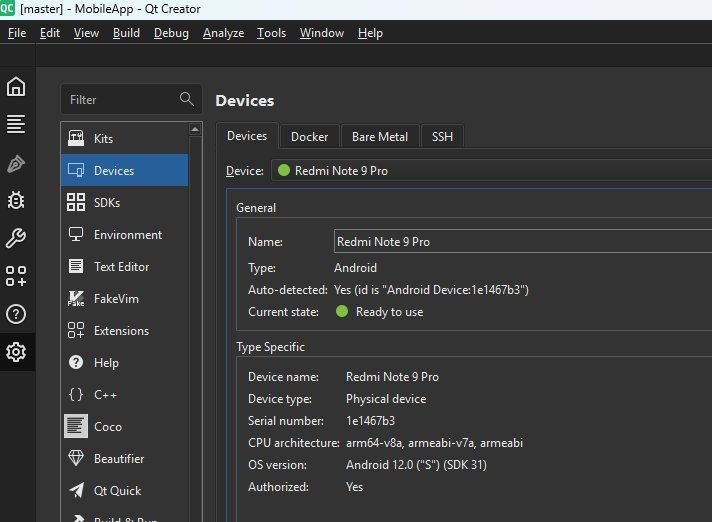 QC [master] - MobileApp - Qt Creator
File Edit View Build Debug Analyze Tools Window Help
Filter
Devices
Kits
Devices
SDKs
Environment
Text Editor
Fake
FakeVim
Extensions
Help
C++
Coco
Beautifier
Qt Quick
Build & Run
Devices Docker Bare Metal SSH
Device: Redmi Note 9 Pro
General
Name: Redmi Note 9 Pro
Type: Android
Auto-detected: Yes (id is "Android Device:1e1467b3")
Current state: Ready to use
Type Specific
Device name: Redmi Note 9 Pro
Device type: Physical device
Serial number: 1e1467b3
CPU architecture: arm64-v8a, armeabi-v7a, armeabi
OS version: Android 12.0 ("S") (SDK 31)
Authorized: Yes